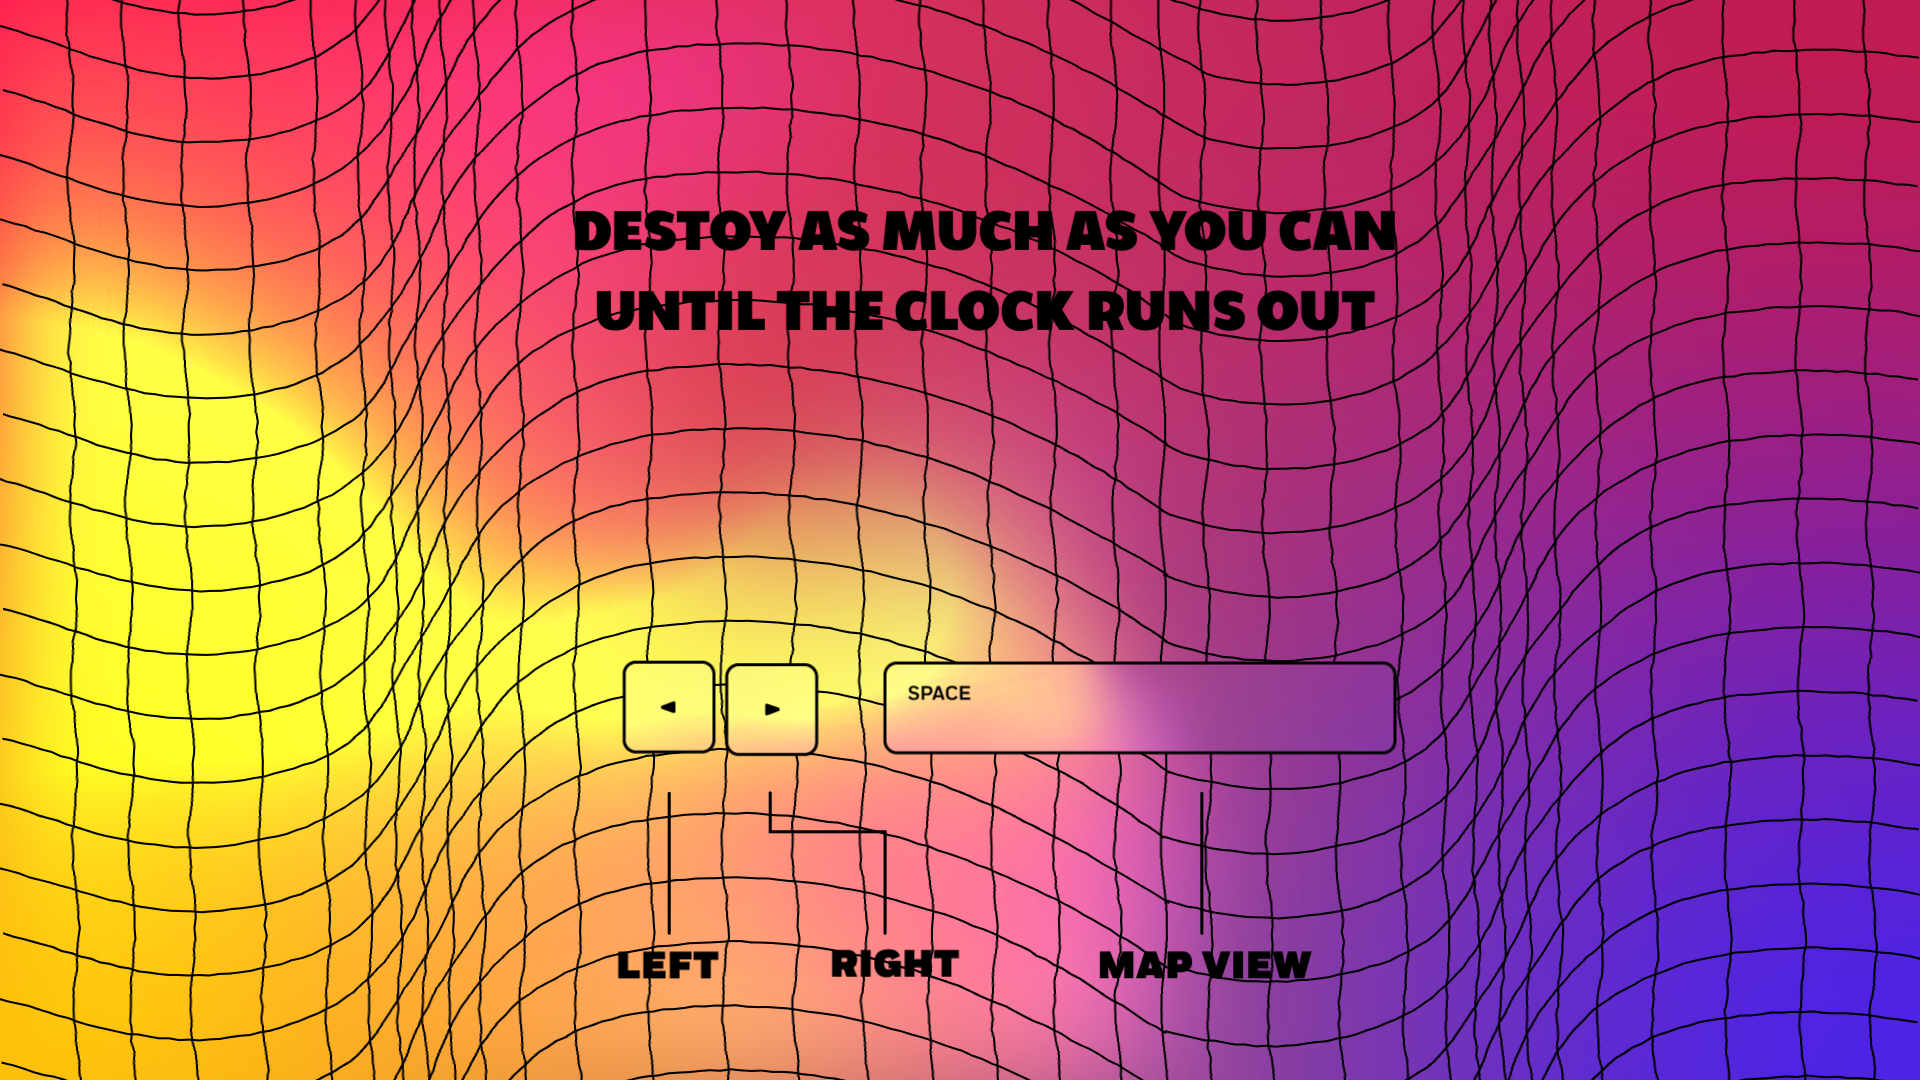 DESTOY AS MUCH AS YOU CAN
UNTIL THE CLOCK RUNS OUT
SPACE
LEFT RIGHT MAP VIEW